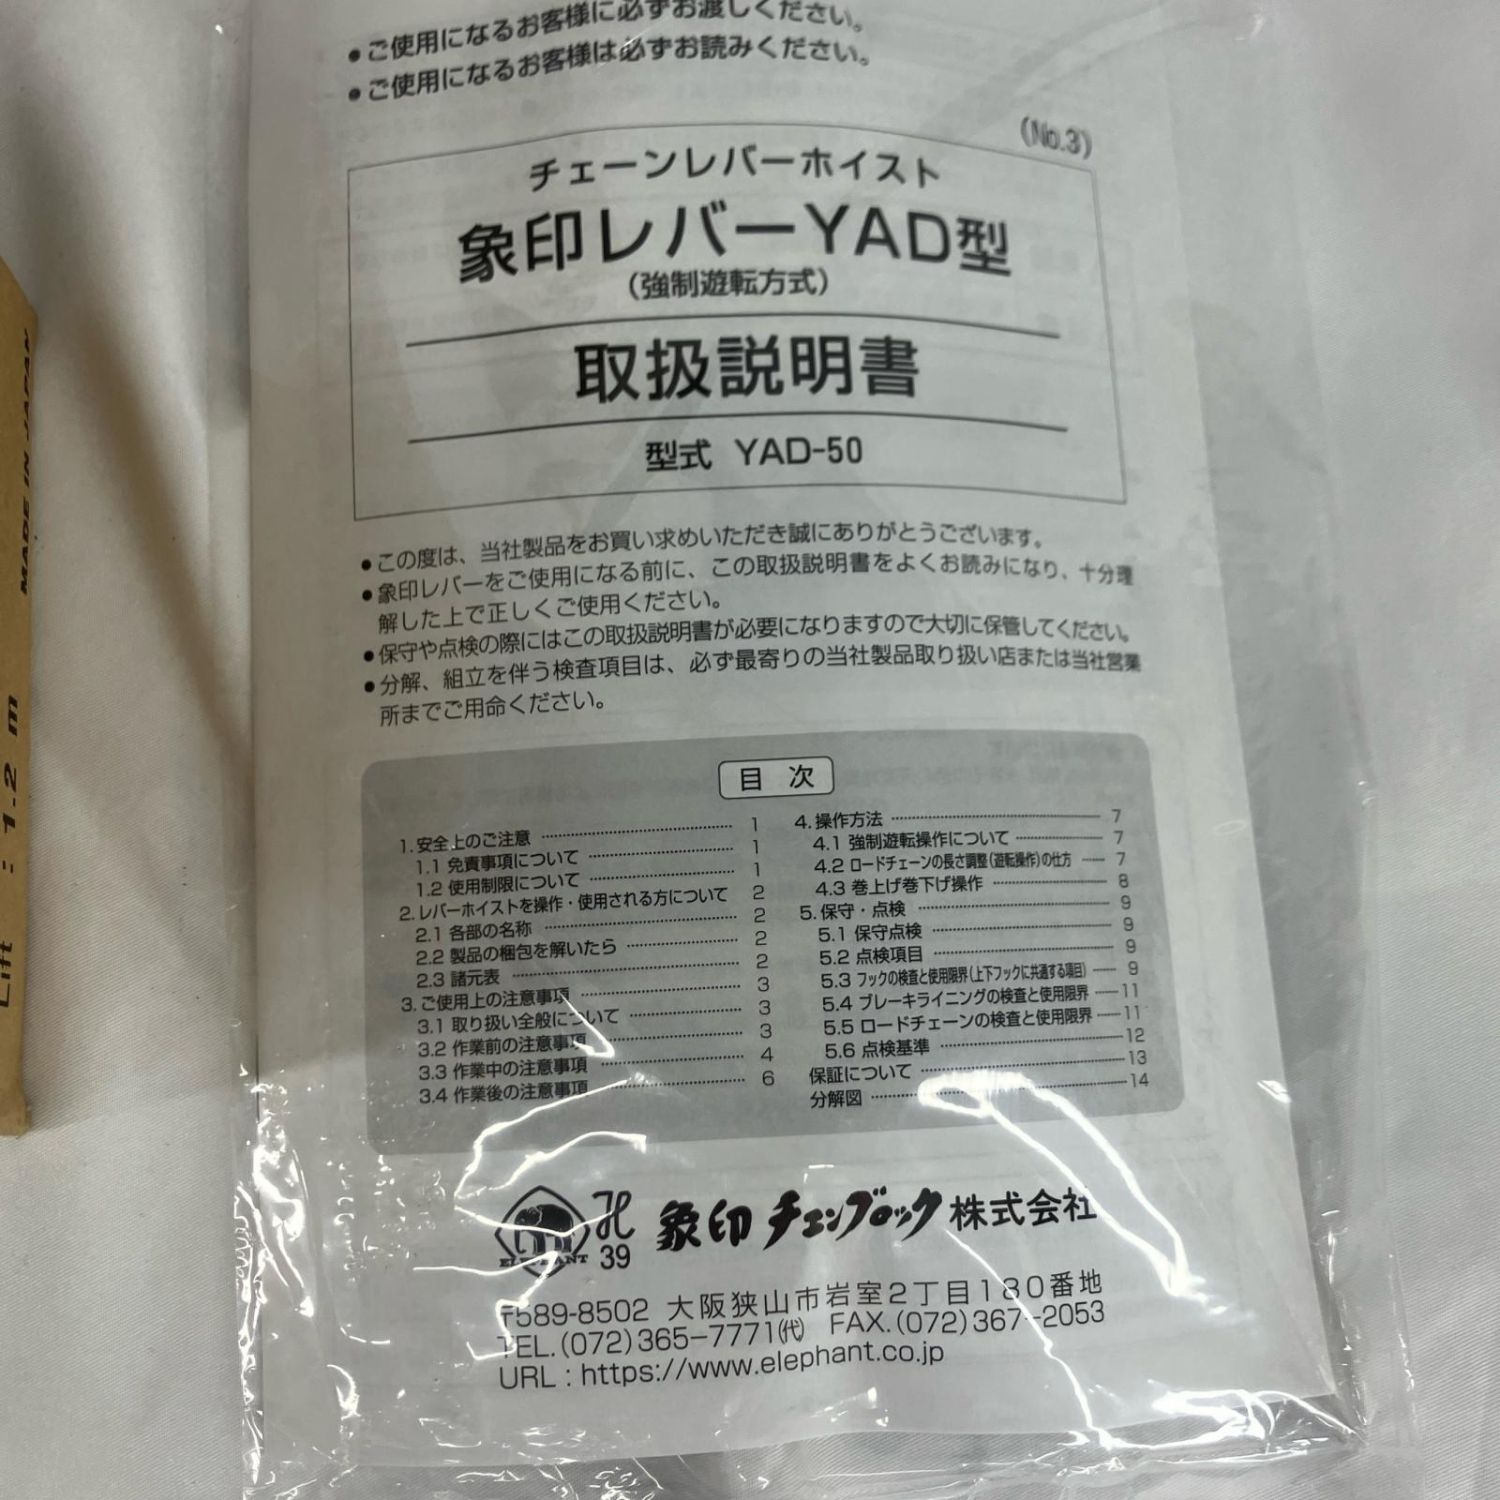 ●ご使用になるお客様に必ずお渡しください。
●ご使用になるお客様は必ずお読みください。
(No.3)
チェーンレバーホイスト
象印レバーYAD型
(強制遊転方式)
取扱説明書
型式 YAD-50
●この度は、当社製品をお買い求めいただき誠にありがとうございます。
●象印レバーをご使用になる前に、この取扱説明書をよくお読みになり、十分理
解した上で正しくご使用ください。
●保守や点検の際にはこの取扱説明書が必要になりますので大切に保管してください。
●分解、組立を伴う検査項目は、必ず最寄りの当社製品取り扱い店または当社営業
所までご用命ください。
目 次
1.安全上のご注意 1
1.1 免責事項について 1
1.2 使用制限について 1
2.レバーホイストを操作・使用される方について 2
2.1 各部の名称 2
2.2 製品の梱包を解いたら 2
2.3 諸元表 2
3.ご使用上の注意事項 3
3.1 取り扱い全般について 3
3.2 作業前の注意事項 3
3.3 作業中の注意事項 4
3.4 作業後の注意事項 6
4.操作方法 7
4.1 強制遊転操作について 7
4.2 ロードチェーンの長さ調整(遊転操作)の仕方 7
4.3 巻上げ巻下げ操作 8
5.保守・点検 9
5.1 保守点検 9
5.2 点検項目 9
5.3 フックの検査と使用限界(上下フックに共通する項目) 9
5.4 ブレーキライニングの検査と使用限界 11
5.5 ロードチェーンの検査と使用限界 11
5.6 点検基準 12
保証について 13
分解図 14
ELEPHANT
39
象印チェンブロック株式会社
〒589-8502 大阪狭山市岩室2丁目180番地
TEL.(072)365-7771㈹ FAX.(072)367-2053
URL : https://www.elephant.co.jp
MADE IN JAPAN
Lift : 1.2 m